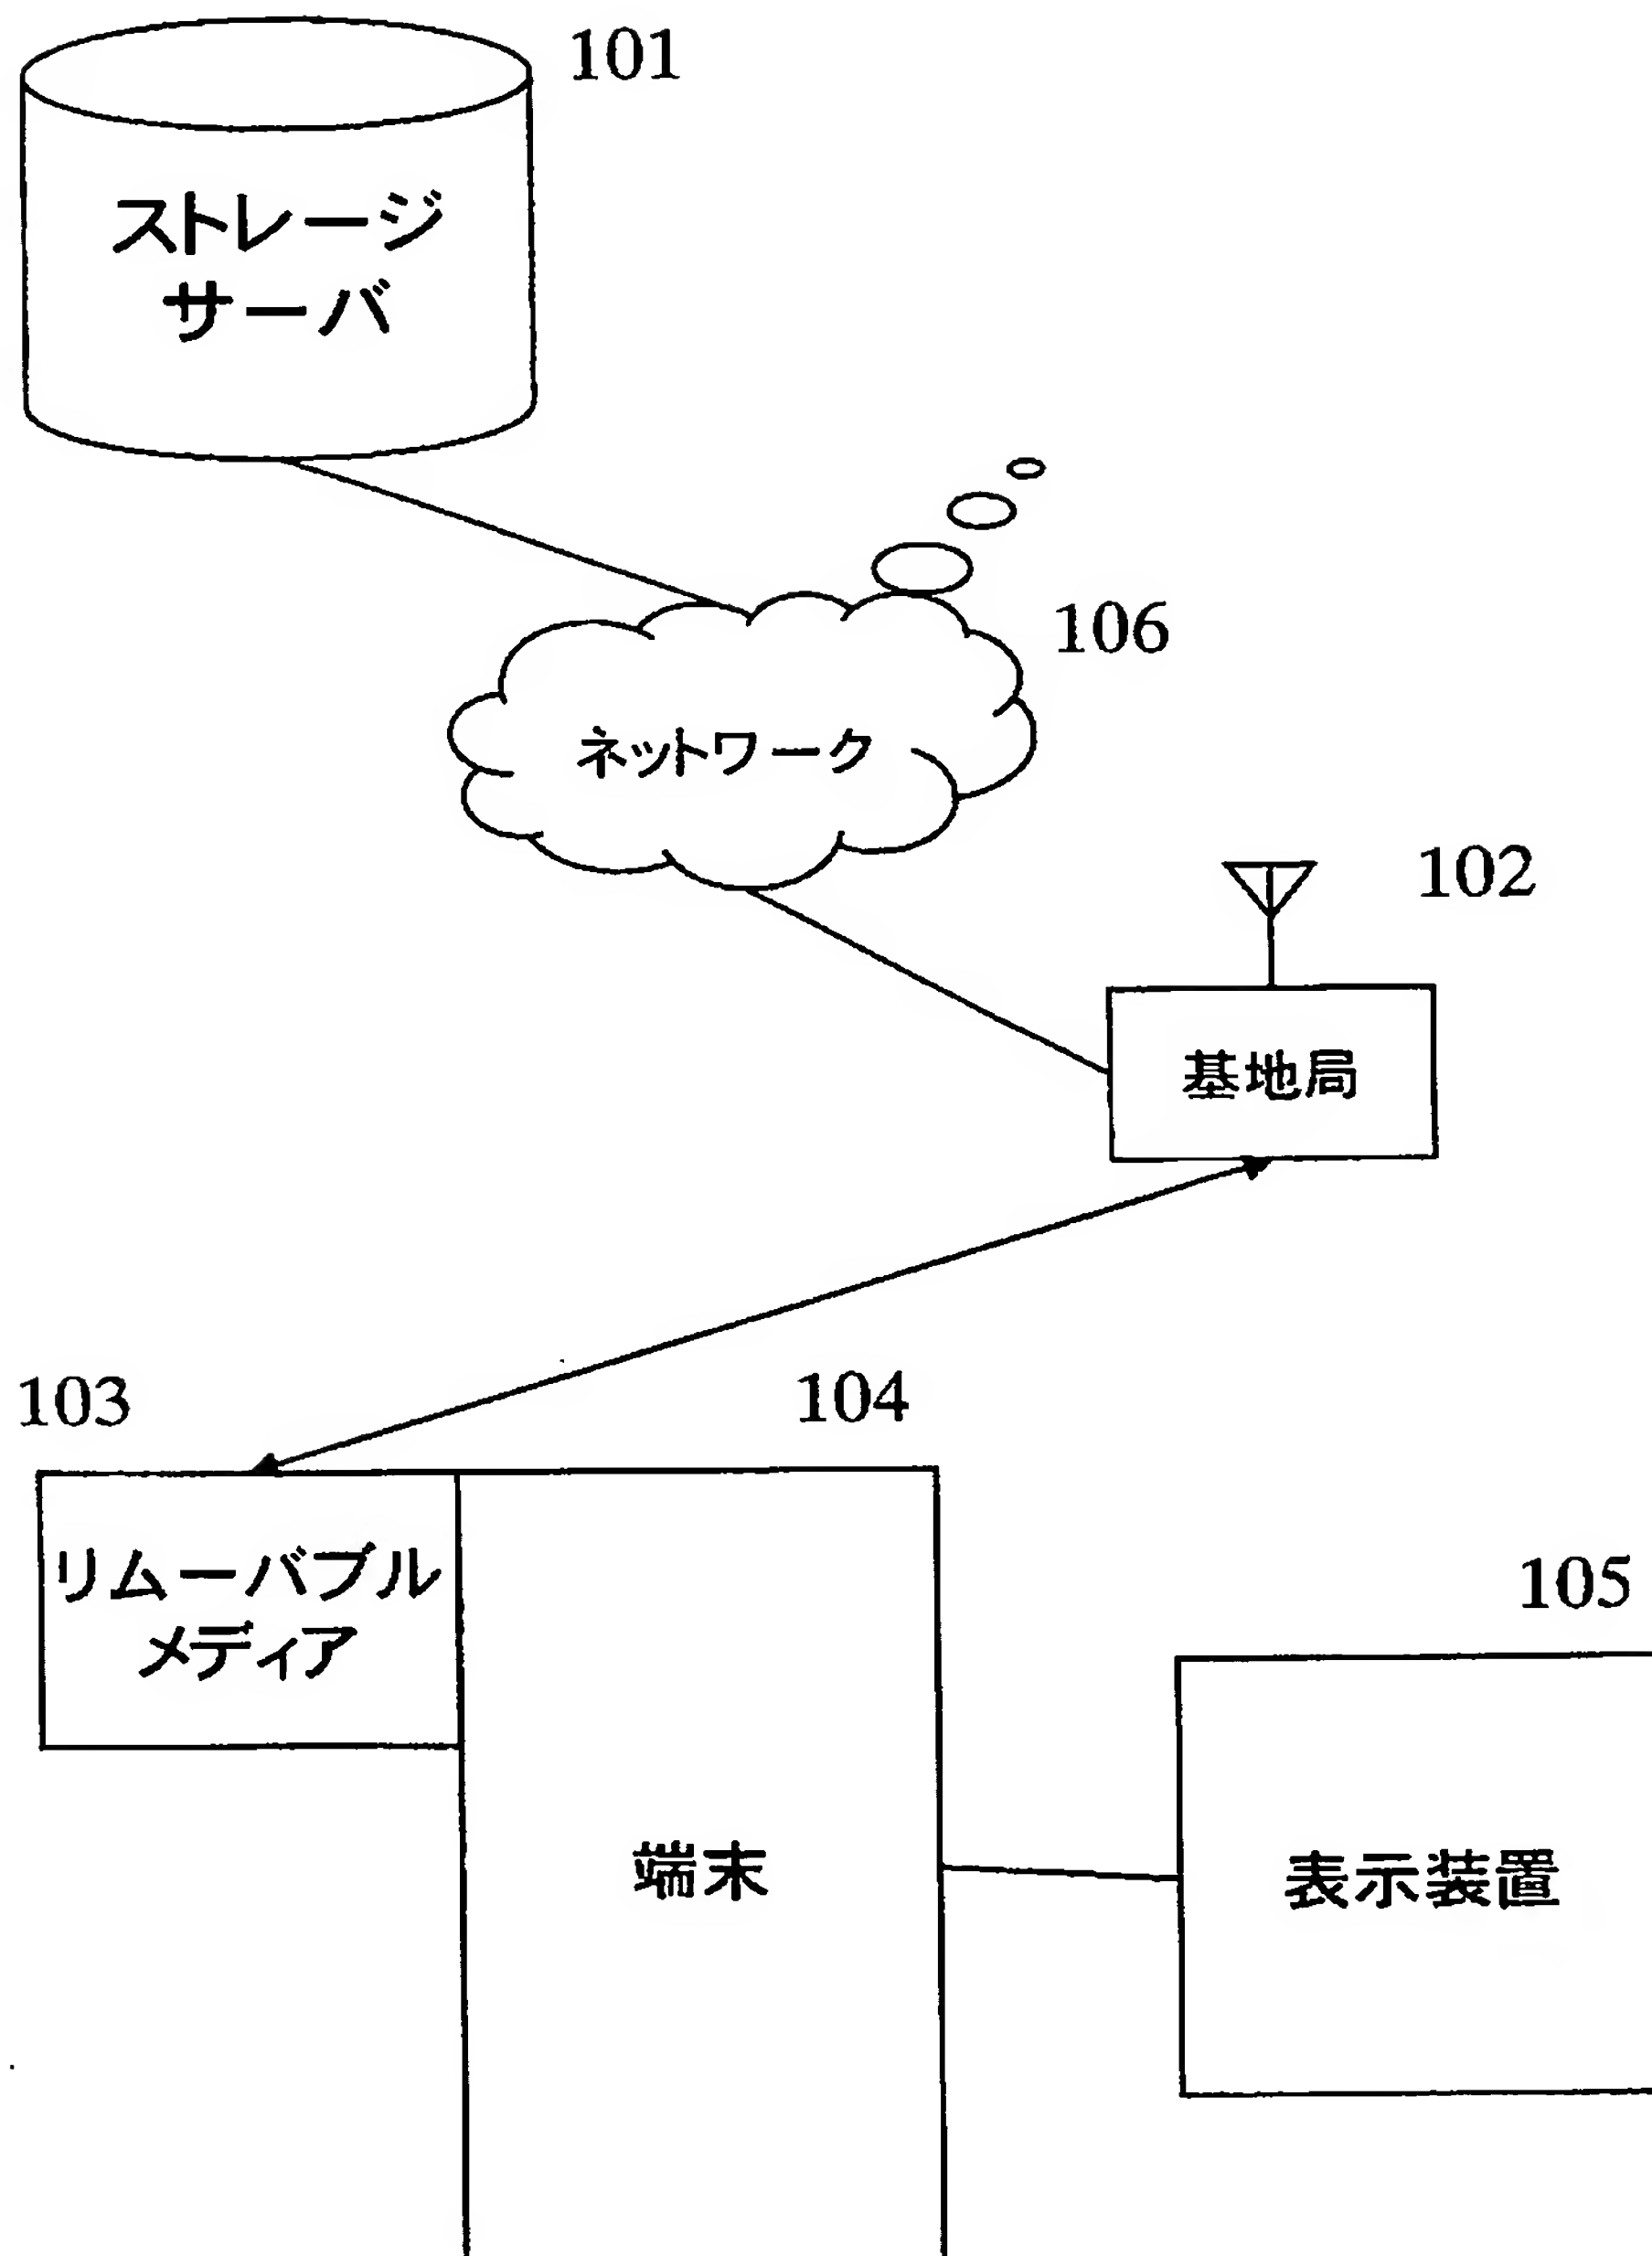 101
ストレージ
サーバ
106
ネットワーク
102
基地局
103
104
リムーバブル
メディア
105
端末
表示装置